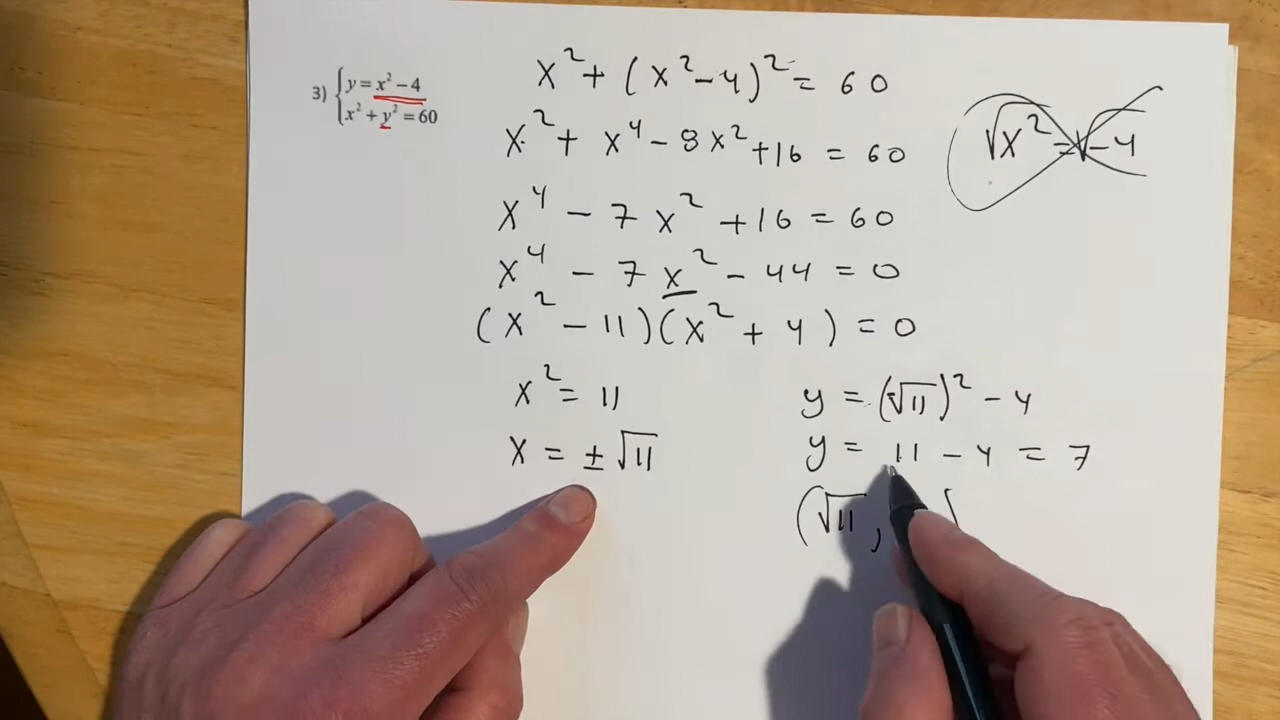 3) { y = x² − 4
x² + y² = 60
x² + (x² − 4)² = 60
x² + x⁴ − 8x² + 16 = 60
x⁴ − 7x² + 16 = 60
x⁴ − 7x² − 44 = 0
(x² − 11)(x² + 4) = 0
x² = 11
x = ± √11
√x² = √−4
y = (√11)² − 4
y = 11 − 4 = 7
(√11 ,